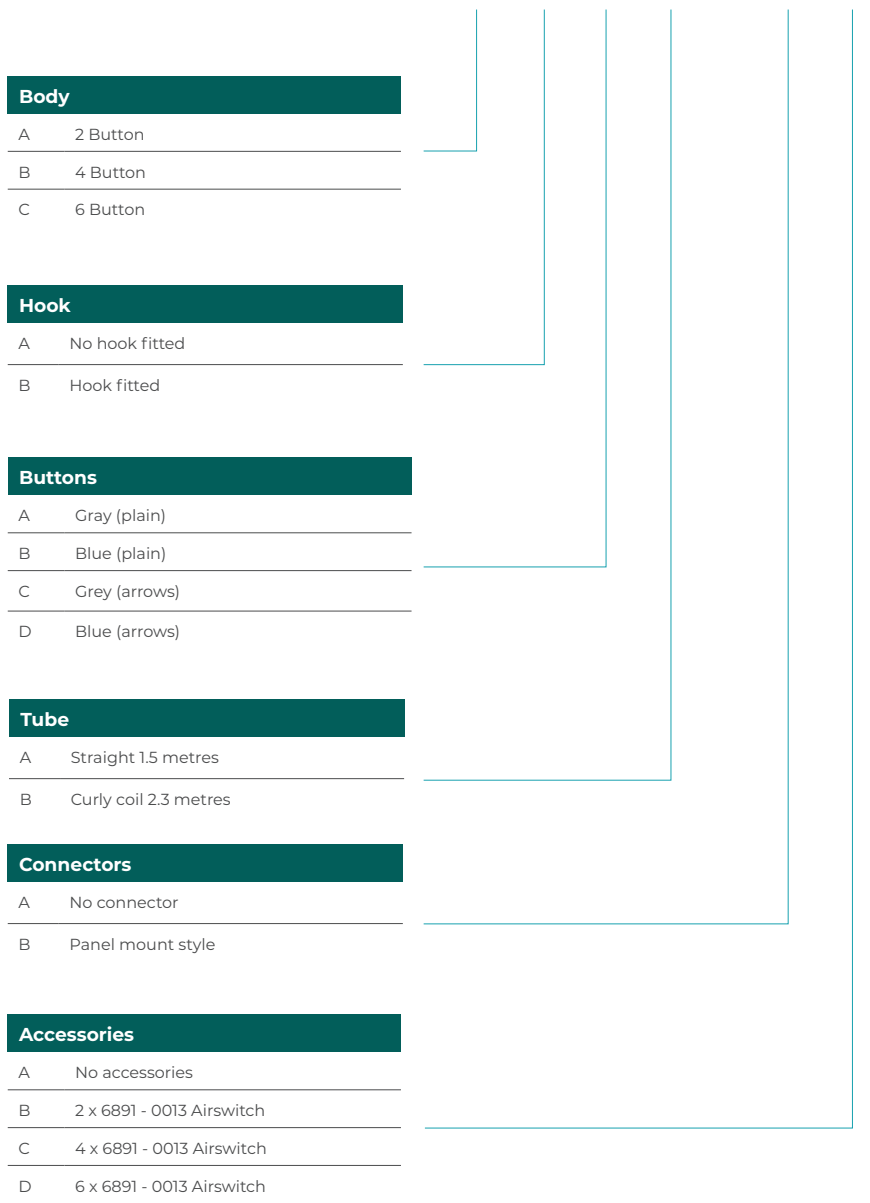 Body
A 2 Button
B 4 Button
C 6 Button
Hook
A No hook fitted
B Hook fitted
Buttons
A Gray (plain)
B Blue (plain)
C Grey (arrows)
D Blue (arrows)
Tube
A Straight 1.5 metres
B Curly coil 2.3 metres
Connectors
A No connector
B Panel mount style
Accessories
A No accessories
B 2 x 6891 - 0013 Airswitch
C 4 x 6891 - 0013 Airswitch
D 6 x 6891 - 0013 Airswitch